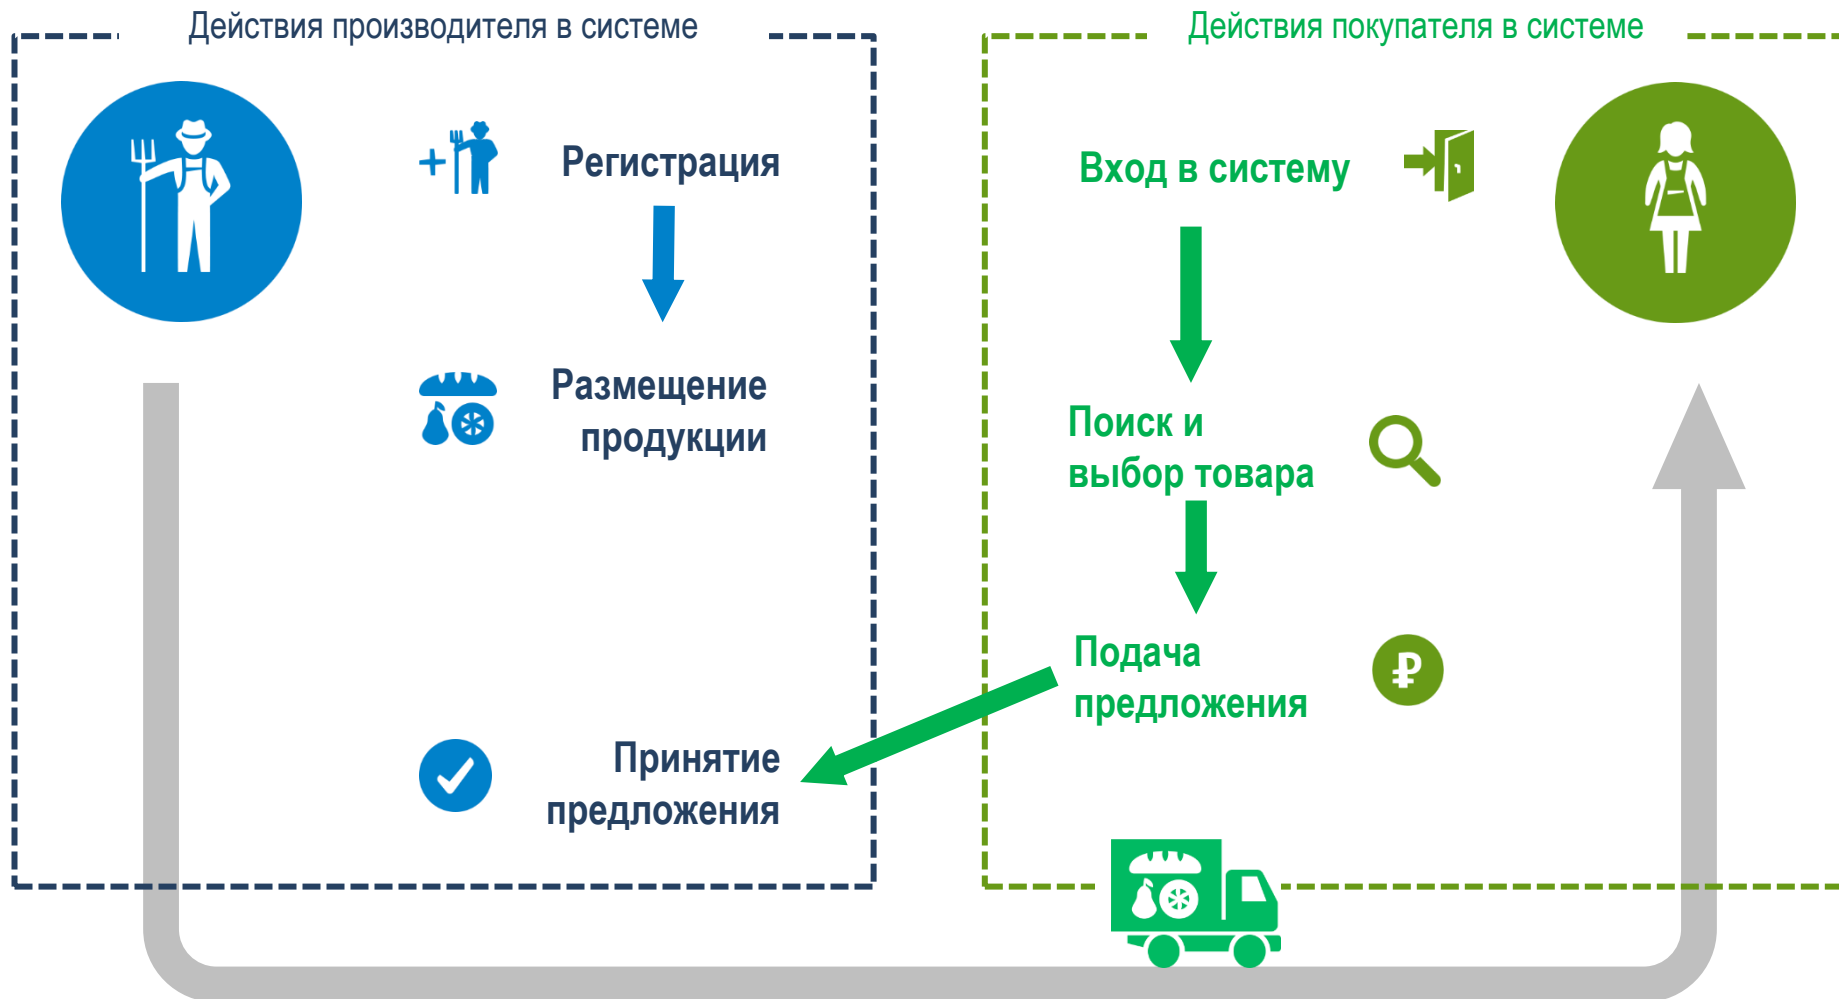 Действия производителя в системе
Регистрация
Размещение
продукции
Принятие
предложения
Действия покупателя в системе
Вход в систему
Поиск и
выбор товара
Подача
предложения
₽